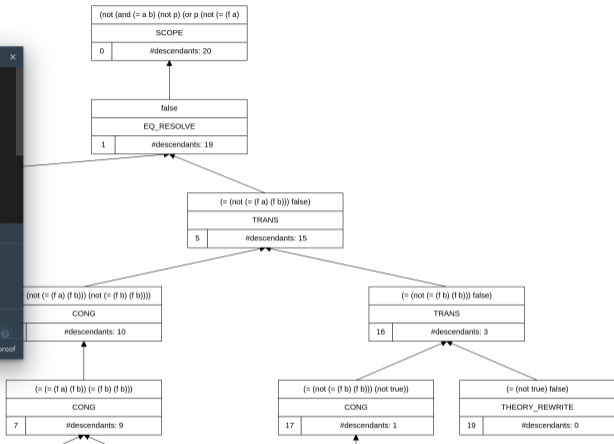 (not (and (= a b) (not p) (or p (not (= (f a)
SCOPE
0 #descendants: 20
false
EQ_RESOLVE
1 #descendants: 19
(= (not (= (f a) (f b))) false)
TRANS
5 #descendants: 15
(not (= (f a) (f b))) (not (= (f b) (f b))))
CONG
#descendants: 10
(= (not (= (f b) (f b))) false)
TRANS
16 #descendants: 3
roof
(= (= (f a) (f b)) (= (f b) (f b)))
CONG
7 #descendants: 9
(= (not (= (f b) (f b))) (not true))
CONG
17 #descendants: 1
(= (not true) false)
THEORY_REWRITE
19 #descendants: 0